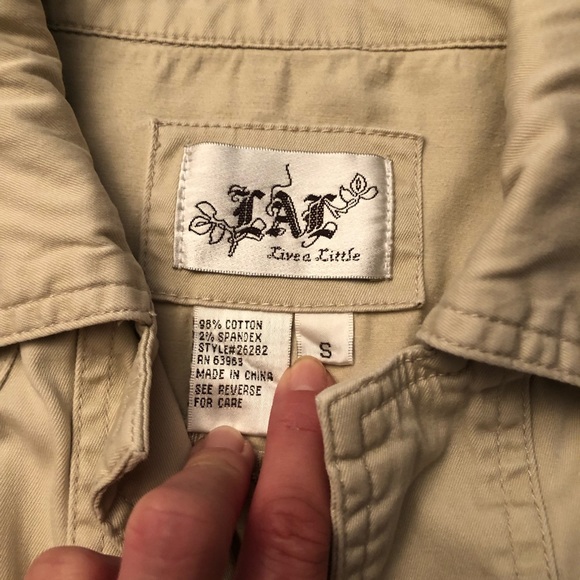 LAL
Live a Little
98% COTTON
2% SPANDEX
STYLE#26282
RN 63963
MADE IN CHINA
SEE REVERSE
FOR CARE
S